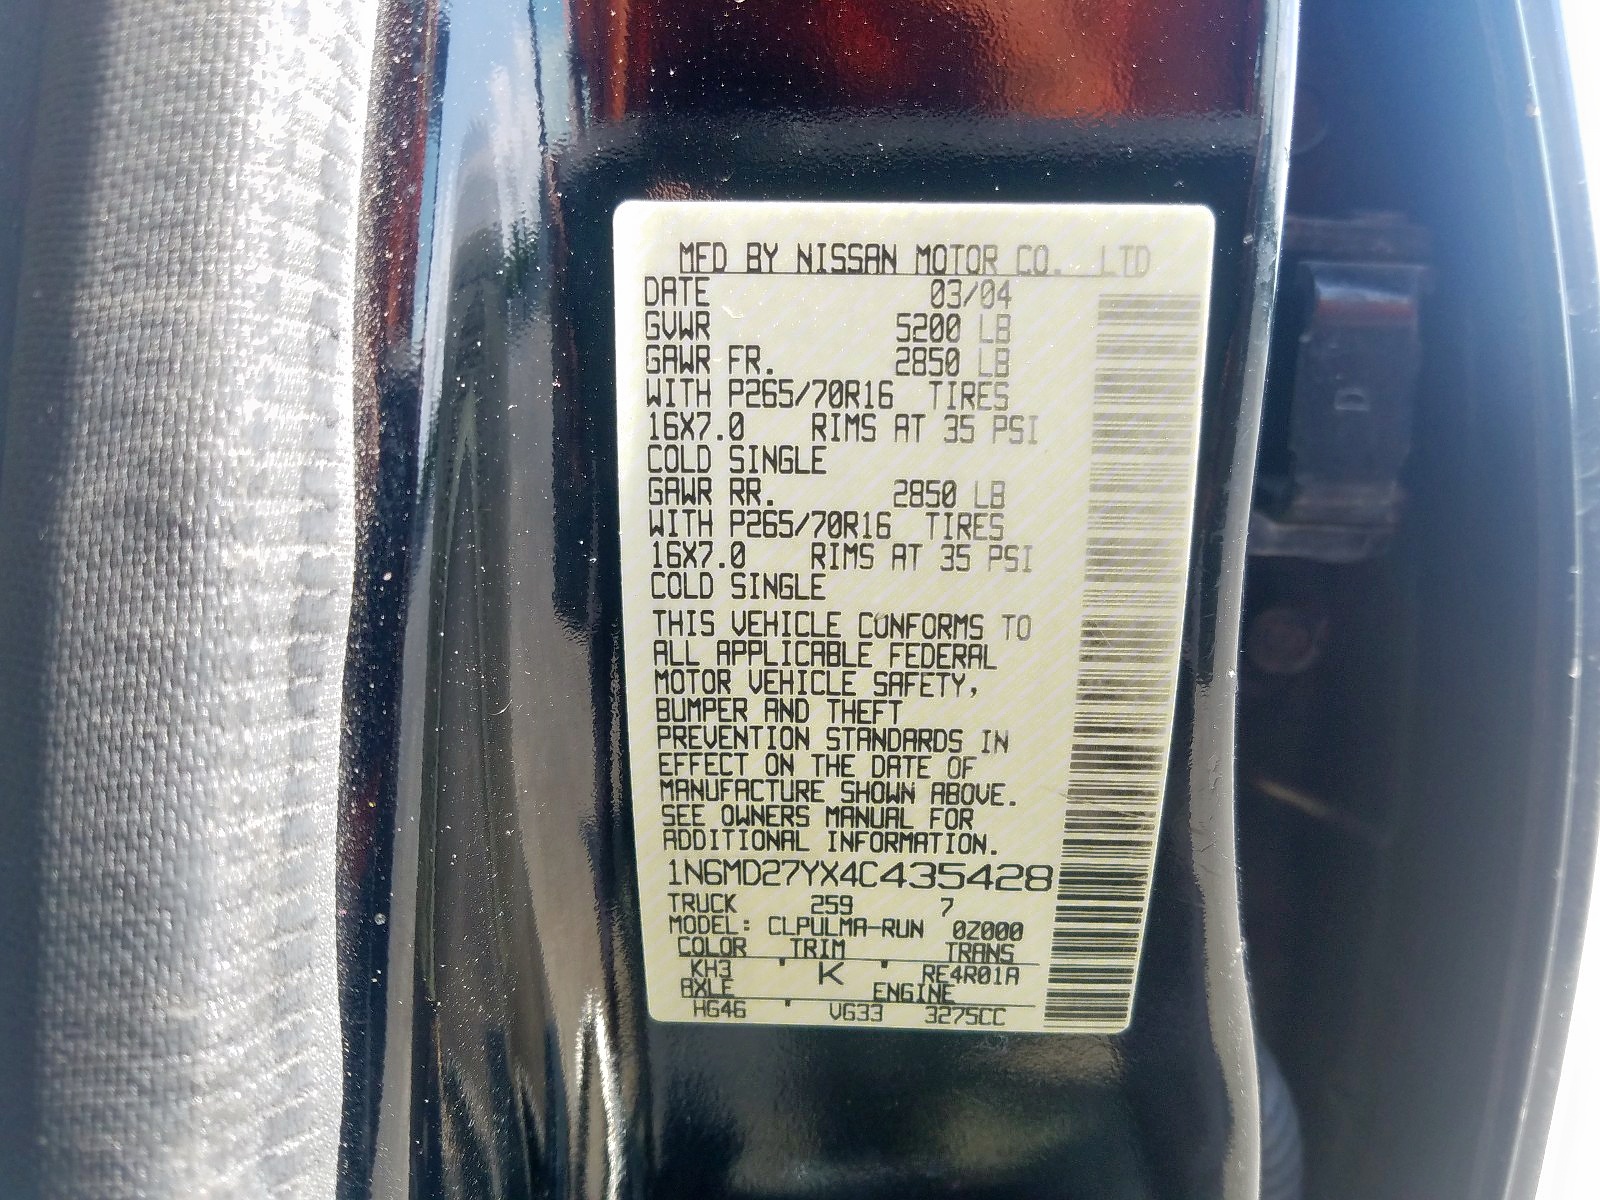 MFD BY NISSAN MOTOR CO. LTD
DATE 03/04
GVWR 5200 LB
GAWR FR. 2850 LB
WITH P265/70R16 TIRES
16X7.0 RIMS AT 35 PSI
COLD SINGLE
GAWR RR. 2850 LB
WITH P265/70R16 TIRES
16X7.0 RIMS AT 35 PSI
COLD SINGLE
THIS VEHICLE CONFORMS TO
ALL APPLICABLE FEDERAL
MOTOR VEHICLE SAFETY,
BUMPER AND THEFT
PREVENTION STANDARDS IN
EFFECT ON THE DATE OF
MANUFACTURE SHOWN ABOVE.
SEE OWNERS MANUAL FOR
ADDITIONAL INFORMATION.
1N6MD27YX4C435428
TRUCK 259 7
MODEL: CLPULMA-RUN 0Z000
COLOR TRIM TRANS
KH3 K RE4R01A
AXLE ENGINE
HG46 VG33 3275CC
D